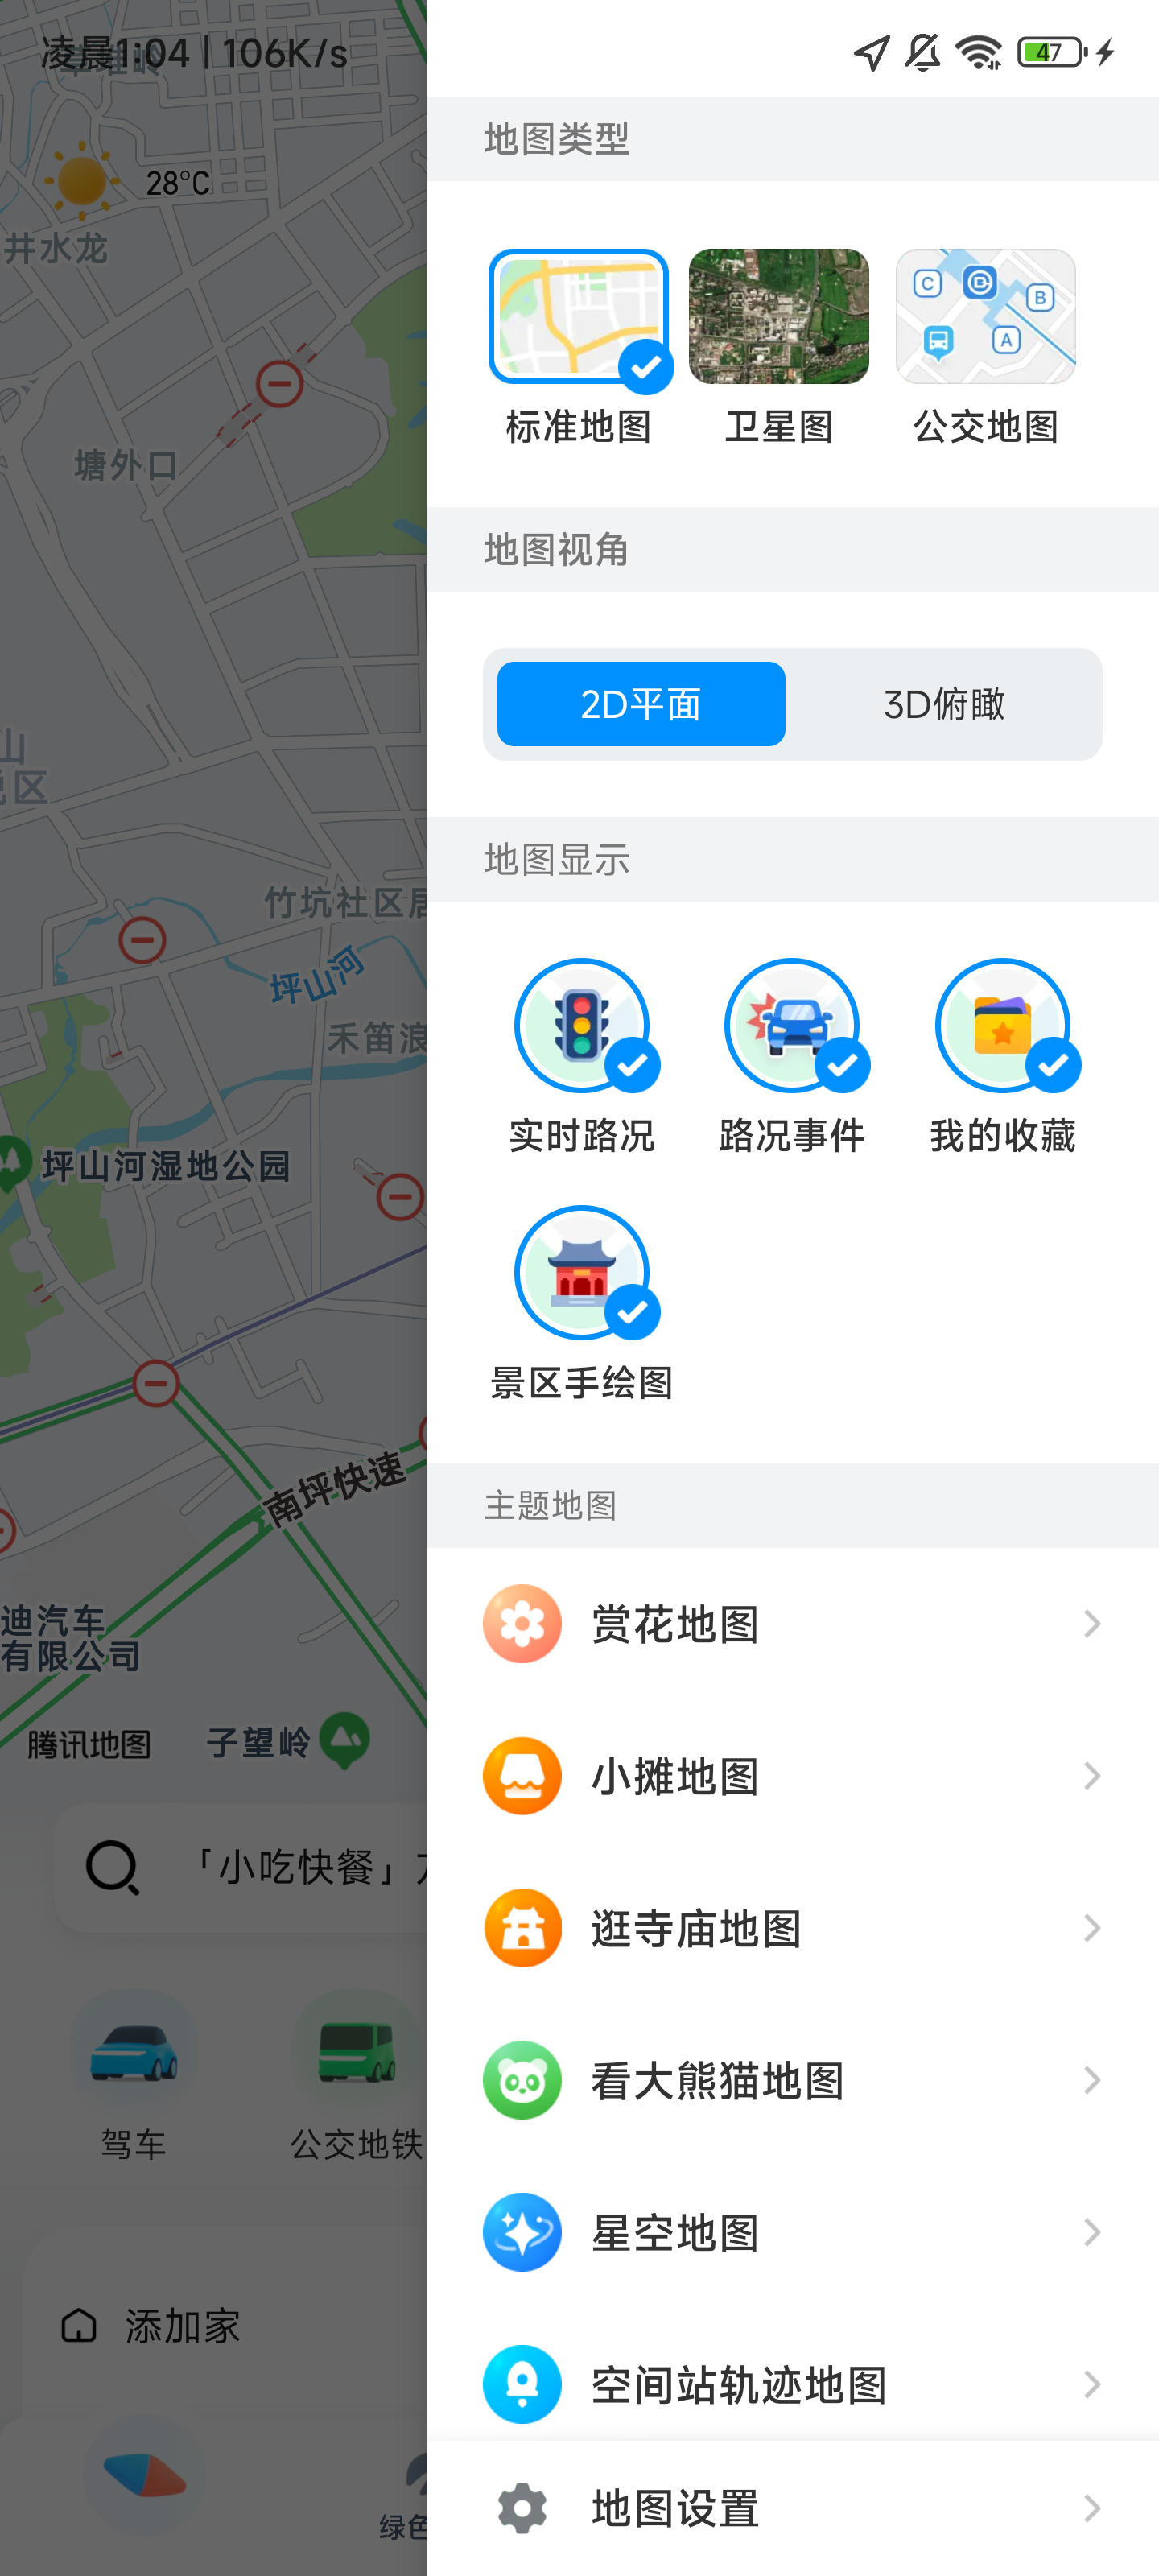 凌晨1:04 | 106K/s
47
28°C
井水龙
塘外口
竹坑社区居
坪山河
禾笛浪
坪山河湿地公园
南坪快速
迪汽车
有限公司
腾讯地图
子望岭
「小吃快餐」
驾车
公交地铁
添加家
绿色
地图类型
C
B
A
标准地图
卫星图
公交地图
地图视角
2D平面
3D俯瞰
地图显示
实时路况
路况事件
我的收藏
景区手绘图
主题地图
赏花地图
小摊地图
逛寺庙地图
看大熊猫地图
星空地图
空间站轨迹地图
地图设置